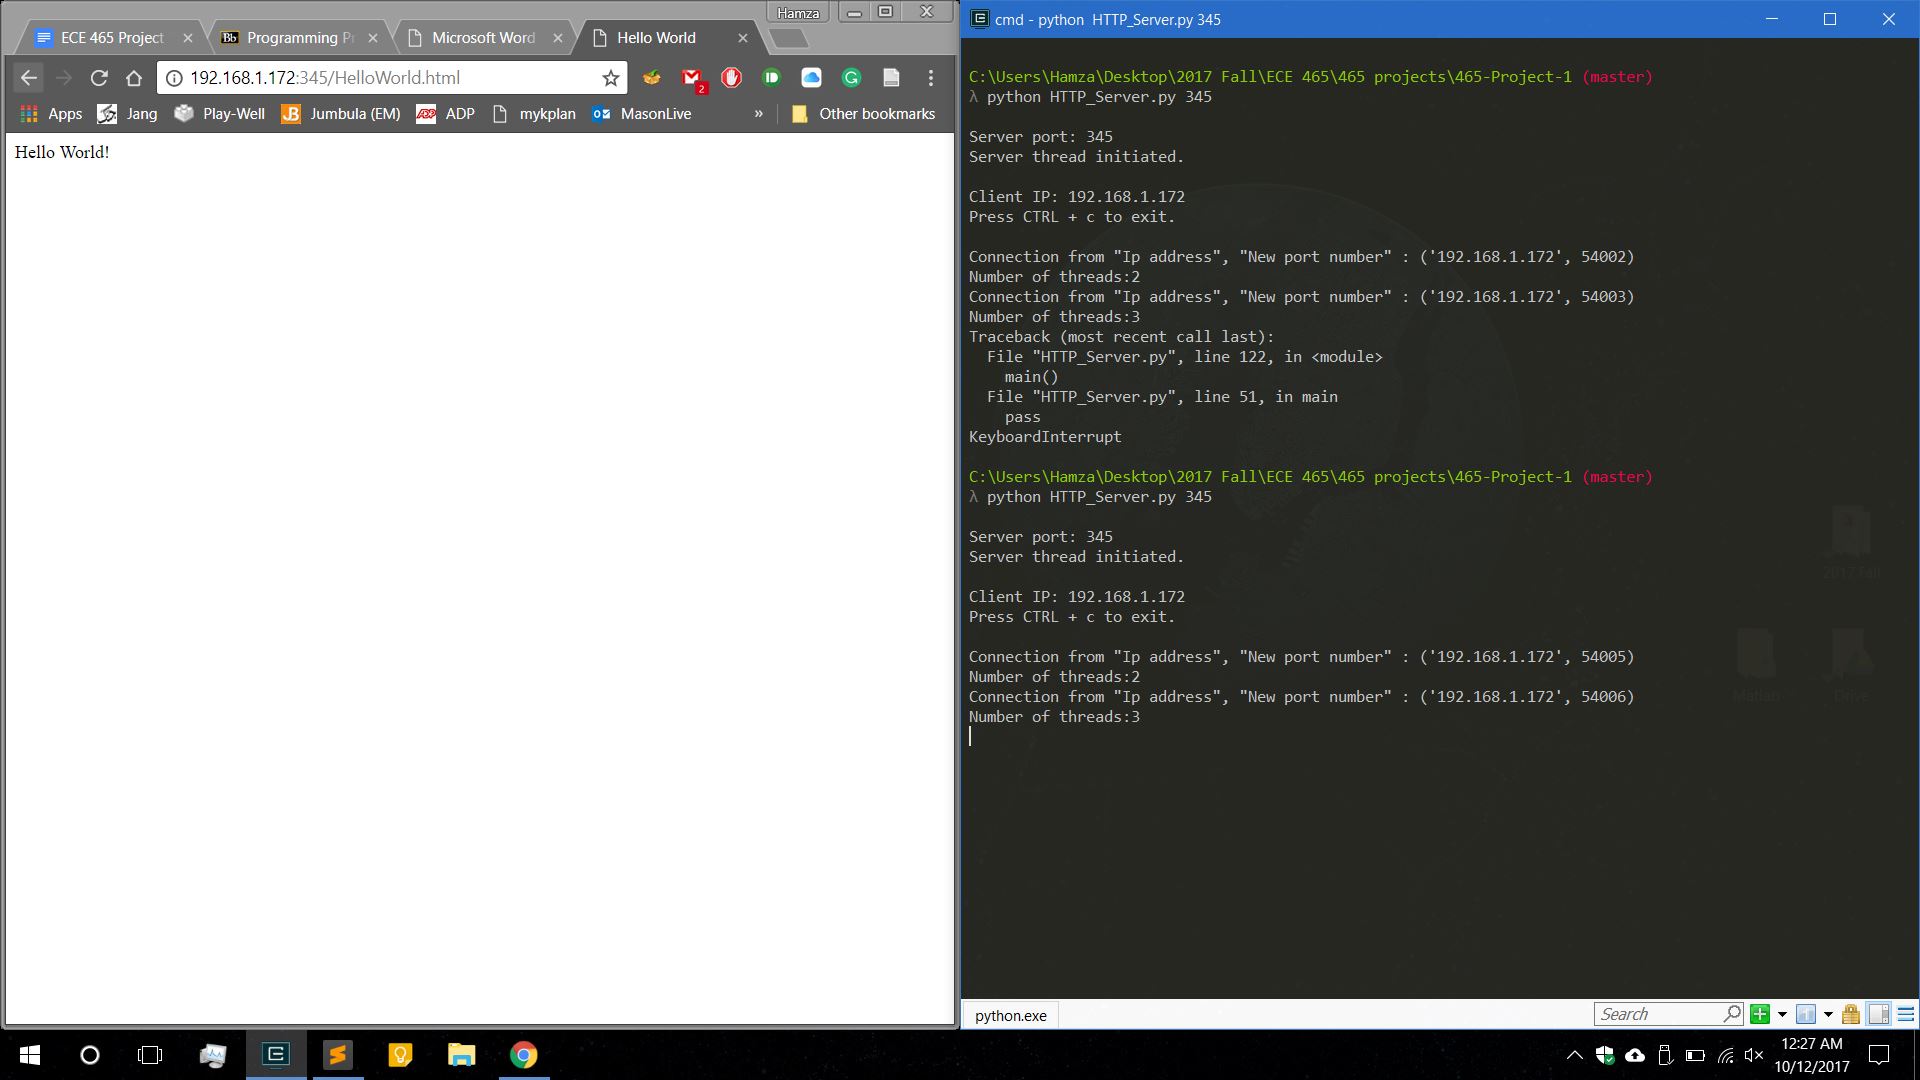 Hamza
ECE 465 Project
Bb Programming Pr
Microsoft Word
Hello World
192.168.1.172:345/HelloWorld.html
2
Apps
Jang
Play-Well
JB Jumbula (EM)
ADP ADP
mykplan
MasonLive
»
Other bookmarks
Hello World!
cmd - python  HTTP_Server.py 345
C:\Users\Hamza\Desktop\2017 Fall\ECE 465\465 projects\465-Project-1 (master)
λ python HTTP_Server.py 345
Server port: 345
Server thread initiated.
Client IP: 192.168.1.172
Press CTRL + c to exit.
Connection from "Ip address", "New port number" : ('192.168.1.172', 54002)
Number of threads:2
Connection from "Ip address", "New port number" : ('192.168.1.172', 54003)
Number of threads:3
Traceback (most recent call last):
  File "HTTP_Server.py", line 122, in <module>
    main()
  File "HTTP_Server.py", line 51, in main
    pass
KeyboardInterrupt
C:\Users\Hamza\Desktop\2017 Fall\ECE 465\465 projects\465-Project-1 (master)
λ python HTTP_Server.py 345
Server port: 345
Server thread initiated.
Client IP: 192.168.1.172
Press CTRL + c to exit.
Connection from "Ip address", "New port number" : ('192.168.1.172', 54005)
Number of threads:2
Connection from "Ip address", "New port number" : ('192.168.1.172', 54006)
Number of threads:3
2017 Fall
Matlab
Drive
python.exe
Search
12:27 AM
10/12/2017